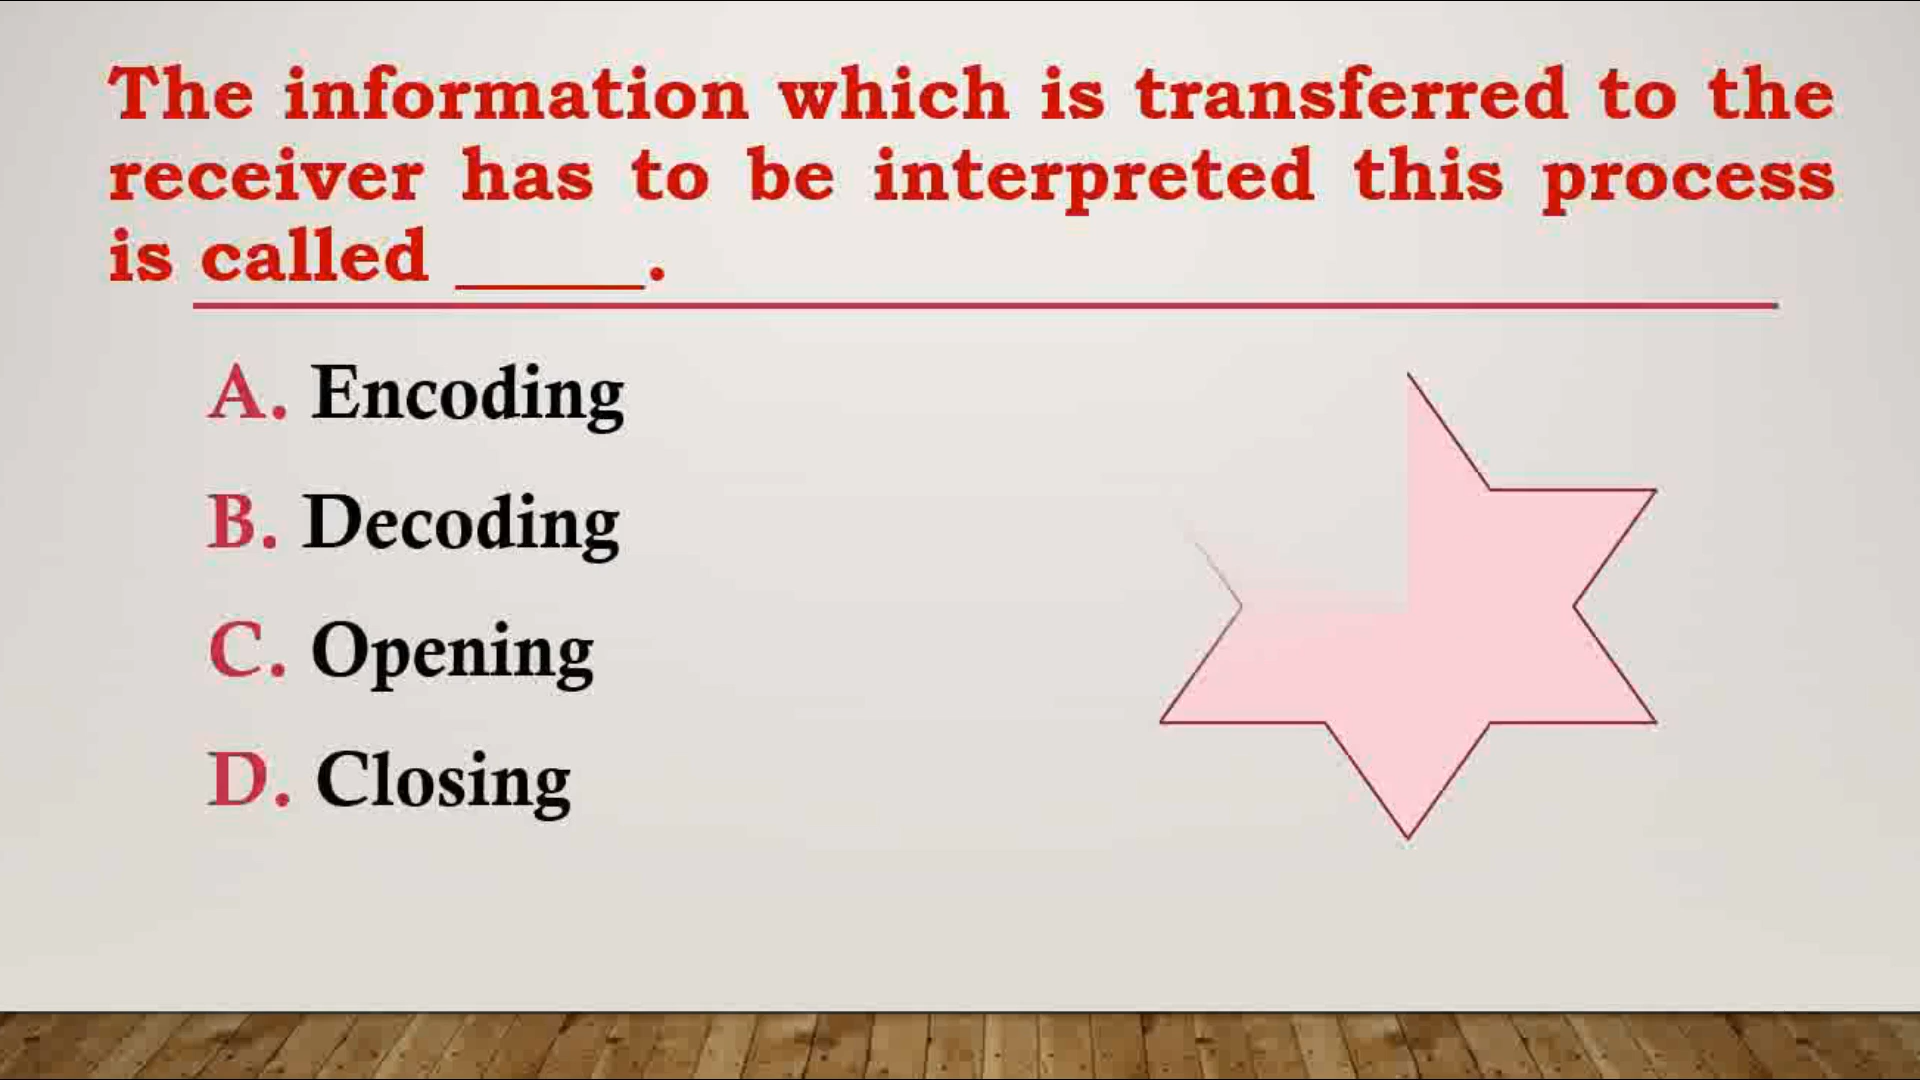 The information which is transferred to the
receiver has to be interpreted this process
is called _____.
A. Encoding
B. Decoding
C. Opening
D. Closing